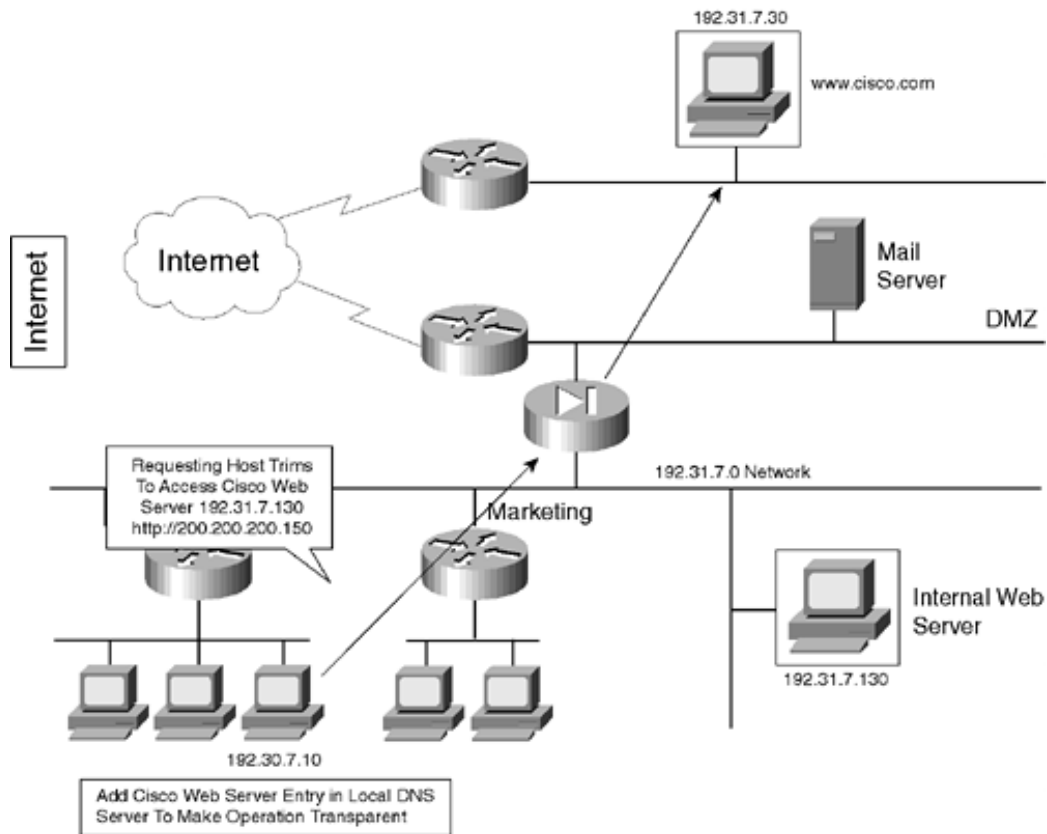 192.31.7.30
www.cisco.com
Internet
Internet
Mail
Server
DMZ
Requesting Host Trims
To Access Cisco Web
Server 192.31.7.130
http://200.200.200.150
192.31.7.0 Network
Marketing
Internal Web
Server
192.31.7.130
192.30.7.10
Add Cisco Web Server Entry in Local DNS
Server To Make Operation Transparent